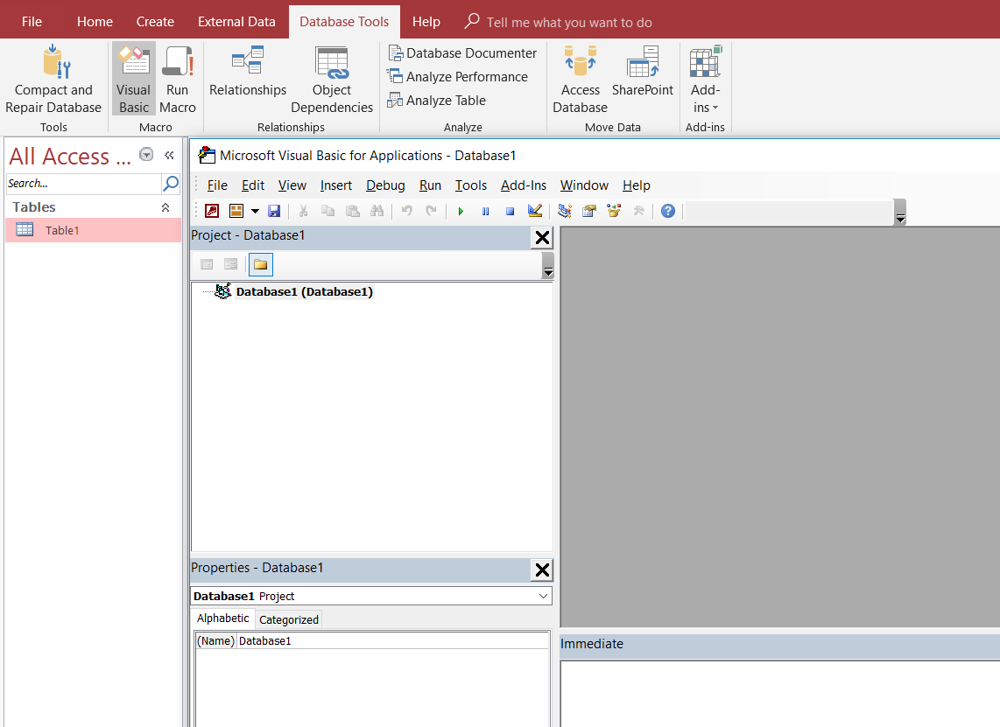 File Home Create External Data Database Tools Help Tell me what you want to do
Compact and
Repair Database
Tools
Visual
Basic
Run
Macro
Macro
Relationships
Object
Dependencies
Relationships
Database Documenter
Analyze Performance
Analyze Table
Analyze
Access
Database
SharePoint
Move Data
Add-
ins
Add-ins
All Access ...
Search...
Tables
Table1
Microsoft Visual Basic for Applications - Database1
File Edit View Insert Debug Run Tools Add-Ins Window Help
Project - Database1
Database1 (Database1)
Properties - Database1
Database1 Project
Alphabetic Categorized
(Name) Database1
Immediate